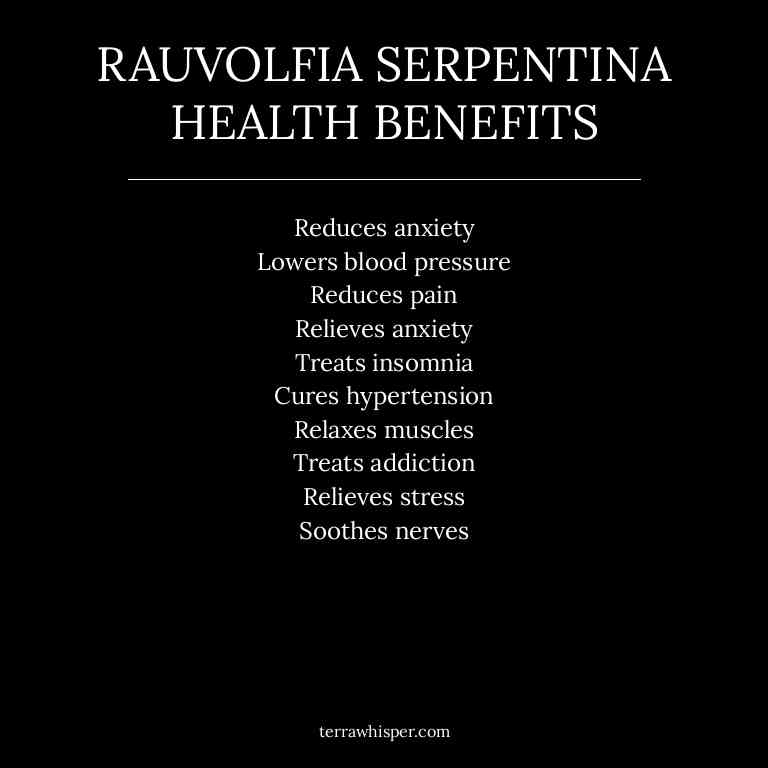 RAUVOLFIA SERPENTINA
HEALTH BENEFITS
Reduces anxiety
Lowers blood pressure
Reduces pain
Relieves anxiety
Treats insomnia
Cures hypertension
Relaxes muscles
Treats addiction
Relieves stress
Soothes nerves
terrawhisper.com